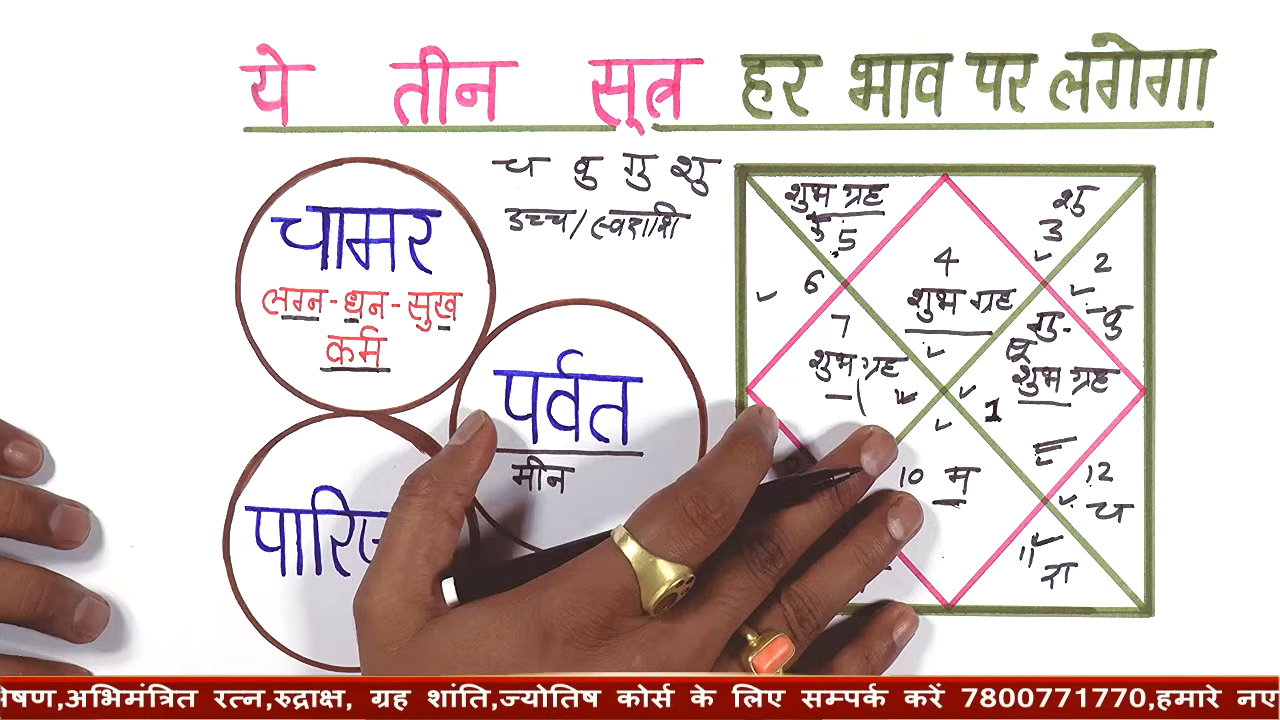 ये तीन सूत्र हर भाव पर लगेगा
च बु गु शु
उच्च/स्वराशि
चामर
लग्न-धन-सुख
कर्म
पर्वत
मीन
शुभ ग्रह
5
6
4
शुभ ग्रह
7
शुभ ग्रह
शु
3
2
गु-बु
शुभ ग्रह
1
10 म
12
च
11
रा
अभिमंत्रित रत्न,रुद्राक्ष, ग्रह शांति,ज्योतिष कोर्स के लिए सम्पर्क करें 7800771770,हमारे नए